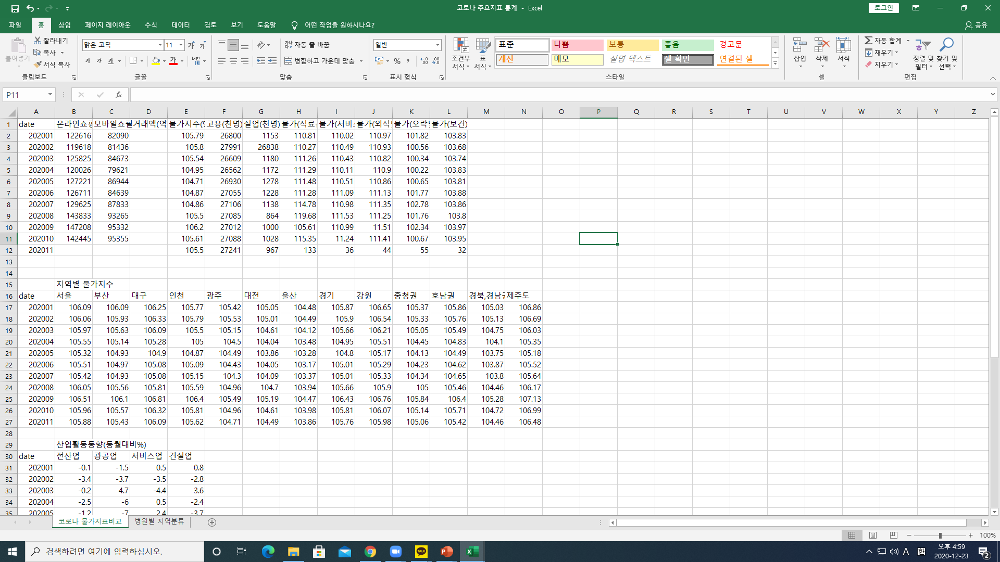 코로나 주요지표 통계 - Excel
로그인
파일 홈 삽입 페이지 레이아웃 수식 데이터 검토 보기 도움말 어떤 작업을 원하시나요? 공유
붙여넣기 잘라내기 복사 서식 복사 클립보드
맑은 고딕 11 가 가 가 가 가 가 내천 글꼴
자동 줄 바꿈 병합하고 가운데 맞춤 맞춤
일반 % 표시 형식
조건부 서식 표 서식 표준 나쁨 보통 좋음 경고문
계산 메모 설명 텍스트 셀 확인 연결된 셀 스타일
삽입 삭제 서식 셀
자동 합계 채우기 지우기 정렬 및 필터 찾기 및 선택 편집
P11 fx
A B C D E F G H I J K L M N O P Q R S T U V W X Y Z
1 date 온라인쇼핑 모바일쇼핑거래액(억 물가지수(% 고용(천명) 실업(천명) 물가(식료품 물가(서비스 물가(외식 물가(오락 물가(보건)
2 202001 122616 82090 105.79 26800 1153 110.81 110.02 110.97 101.82 103.83
3 202002 119618 81436 105.8 27991 26838 110.27 110.49 110.93 100.56 103.68
4 202003 125825 84673 105.54 26609 1180 111.26 110.43 110.82 100.34 103.74
5 202004 120026 79621 104.95 26562 1172 111.29 110.11 110.9 100.22 103.83
6 202005 127221 86944 104.71 26930 1278 111.48 110.51 110.86 100.65 103.81
7 202006 126711 84639 104.87 27055 1228 111.28 111.09 111.13 101.77 103.88
8 202007 129625 87833 104.86 27106 1138 114.78 110.98 111.35 102.78 103.86
9 202008 143833 93265 105.5 27085 864 119.68 111.53 111.25 101.76 103.8
10 202009 147208 95332 106.2 27012 1000 105.61 110.99 11.51 102.34 103.97
11 202010 142445 95355 105.61 27088 1028 115.35 11.24 111.41 100.67 103.95
12 202011 105.5 27241 967 133 36 44 55 32
13
14
15 지역별 물가지수
16 date 서울 부산 대구 인천 광주 대전 울산 경기 강원 충청권 호남권 경북,경남권 제주도
17 202001 106.09 106.09 106.25 105.77 105.42 105.05 104.48 105.87 106.65 105.37 105.86 105.03 106.86
18 202002 106.06 105.93 106.33 105.79 105.53 105.01 104.49 105.9 106.54 105.33 105.76 105.13 106.69
19 202003 105.97 105.63 106.09 105.5 105.15 104.61 104.12 105.66 106.21 105.05 105.49 104.75 106.03
20 202004 105.55 105.14 105.28 105 104.5 104.04 103.48 104.95 105.51 104.45 104.83 104.1 105.35
21 202005 105.32 104.93 104.9 104.87 104.49 103.86 103.28 104.8 105.17 104.13 104.49 103.75 105.18
22 202006 105.51 104.97 105.08 105.09 104.43 104.05 103.17 105.01 105.29 104.23 104.62 103.87 105.52
23 202007 105.42 104.93 105.08 105.15 104.3 104.09 103.37 105.01 105.33 104.34 104.65 103.8 105.64
24 202008 106.05 105.56 105.81 105.59 104.96 104.7 103.94 105.66 105.9 105 105.46 104.46 106.17
25 202009 106.51 106.1 106.81 106.4 105.49 105.19 104.47 106.43 106.76 105.84 106.4 105.28 107.13
26 202010 105.96 105.57 106.32 105.81 104.96 104.61 103.98 105.81 106.07 105.14 105.71 104.72 106.99
27 202011 105.88 105.43 106.09 105.62 104.71 104.49 103.86 105.76 105.98 105.06 105.42 104.46 106.48
28
29 산업활동동향(동월대비%)
30 date 전산업 광공업 서비스업 건설업
31 202001 -0.1 -1.5 0.5 0.8
32 202002 -3.4 -3.7 -3.5 -2.8
33 202003 -0.2 4.7 -4.4 3.6
34 202004 -2.5 -6 0.5 -2.4
35 202005 -1.2 -7 2.4 -3.7
코로나 물가지표비교 병원별 지역분류
100%
검색하려면 여기에 입력하십시오.
TALK
A 한 오후 4:59
2020-12-23
2